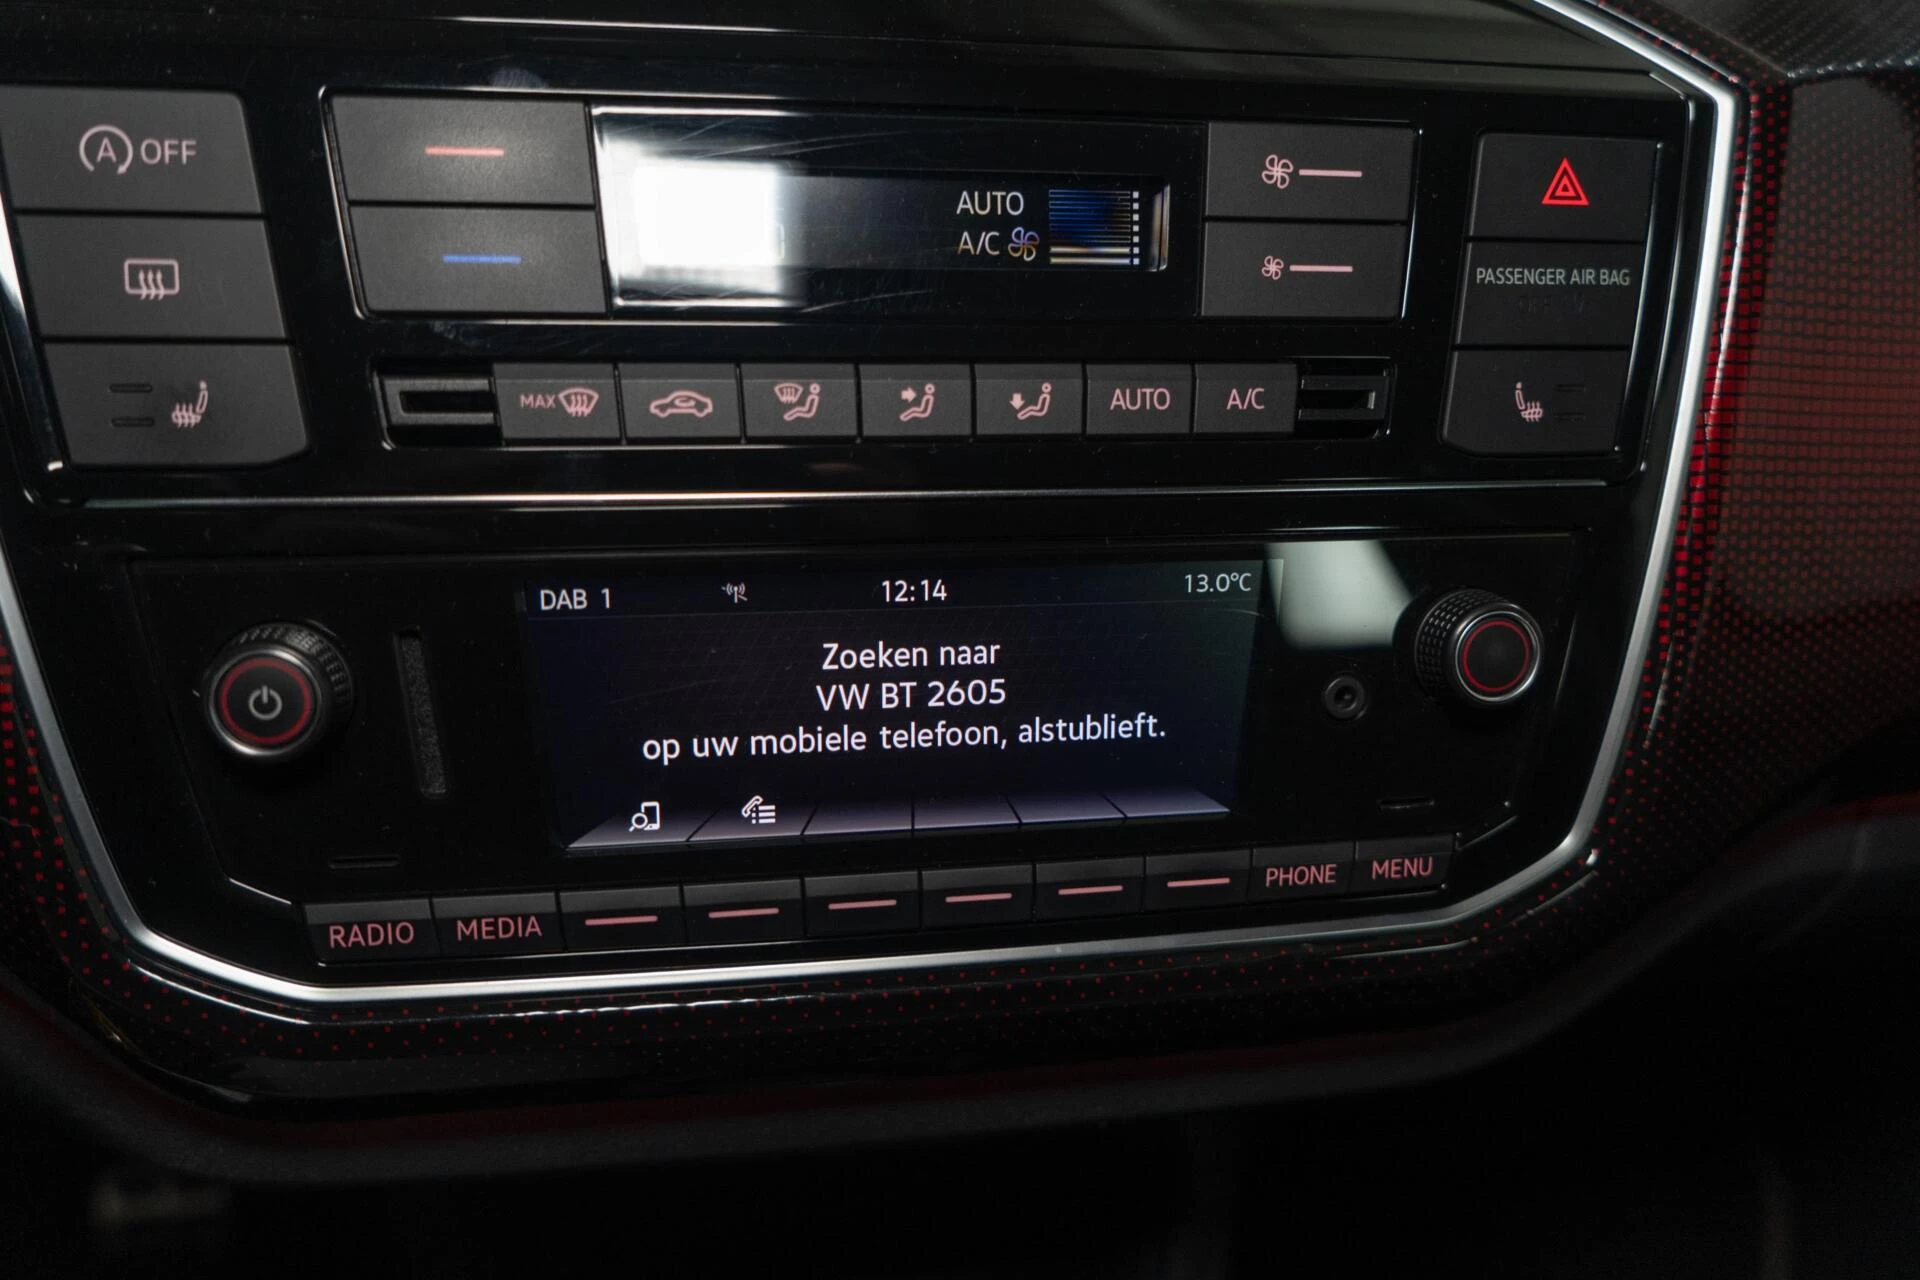 A OFF
AUTO
A/C
PASSENGER AIR BAG
MAX
AUTO
A/C
DAB 1
12:14
13.0°C
Zoeken naar
VW BT 2605
op uw mobiele telefoon, alstublieft.
RADIO
MEDIA
PHONE
MENU